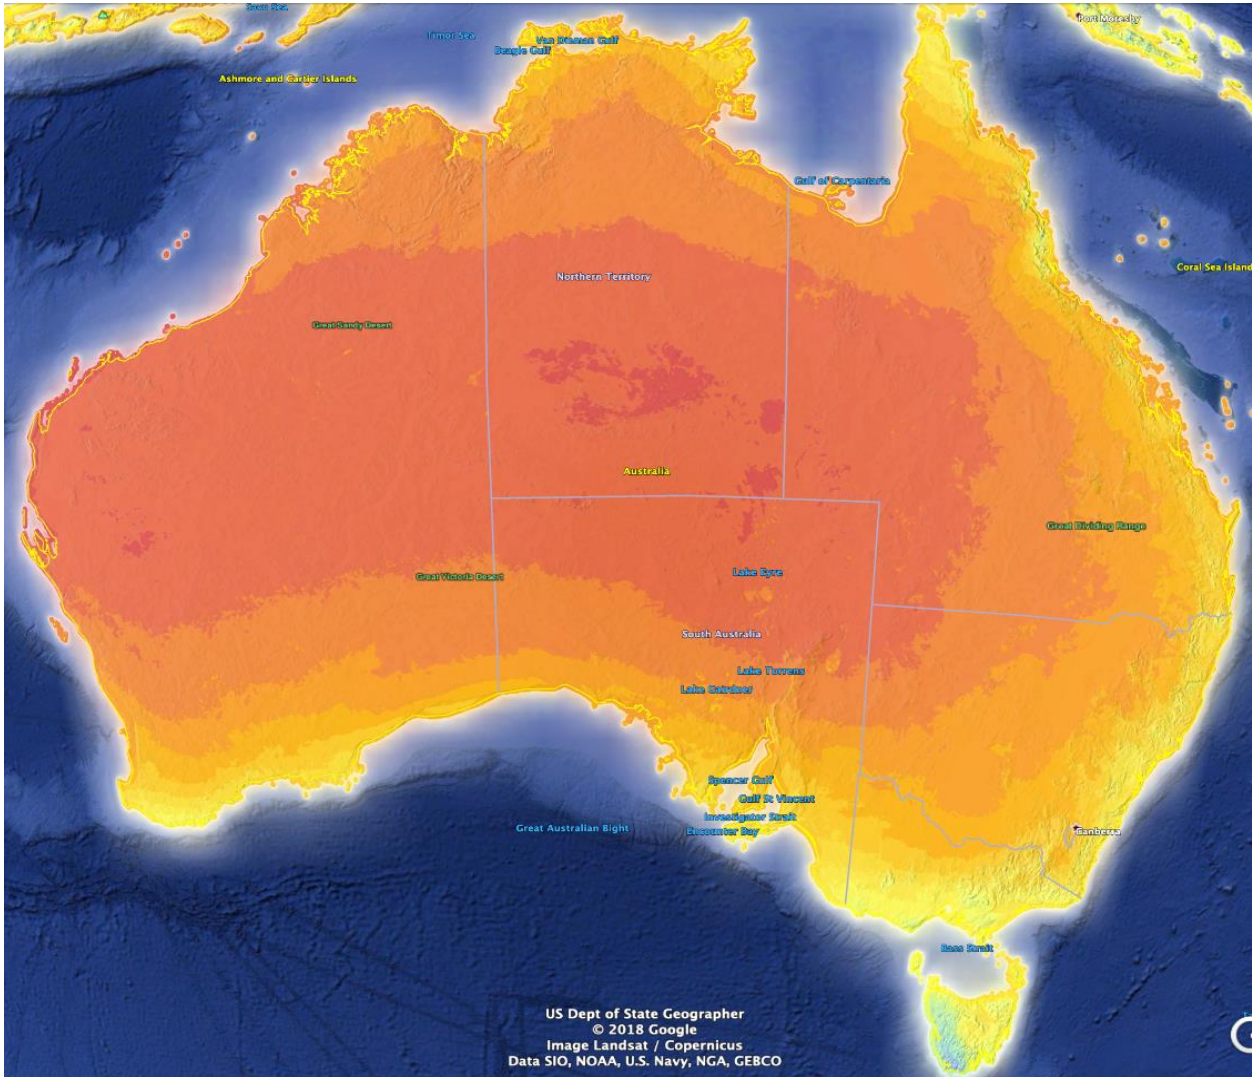 Savu Sea
Port Moresby
Timor Sea
Van Diemen Gulf
Beagle Gulf
Ashmore and Cartier Islands
Gulf of Carpentaria
Coral Sea Island
Northern Territory
Great Sandy Desert
Australia
Great Dividing Range
Lake Eyre
Great Victoria Desert
South Australia
Lake Torrens
Lake Gairdner
Spencer Gulf
Gulf St Vincent
Investigator Strait
Great Australian Bight
Encounter Bay
Canberra
Bass Strait
US Dept of State Geographer
© 2018 Google
Image Landsat / Copernicus
Data SIO, NOAA, U.S. Navy, NGA, GEBCO